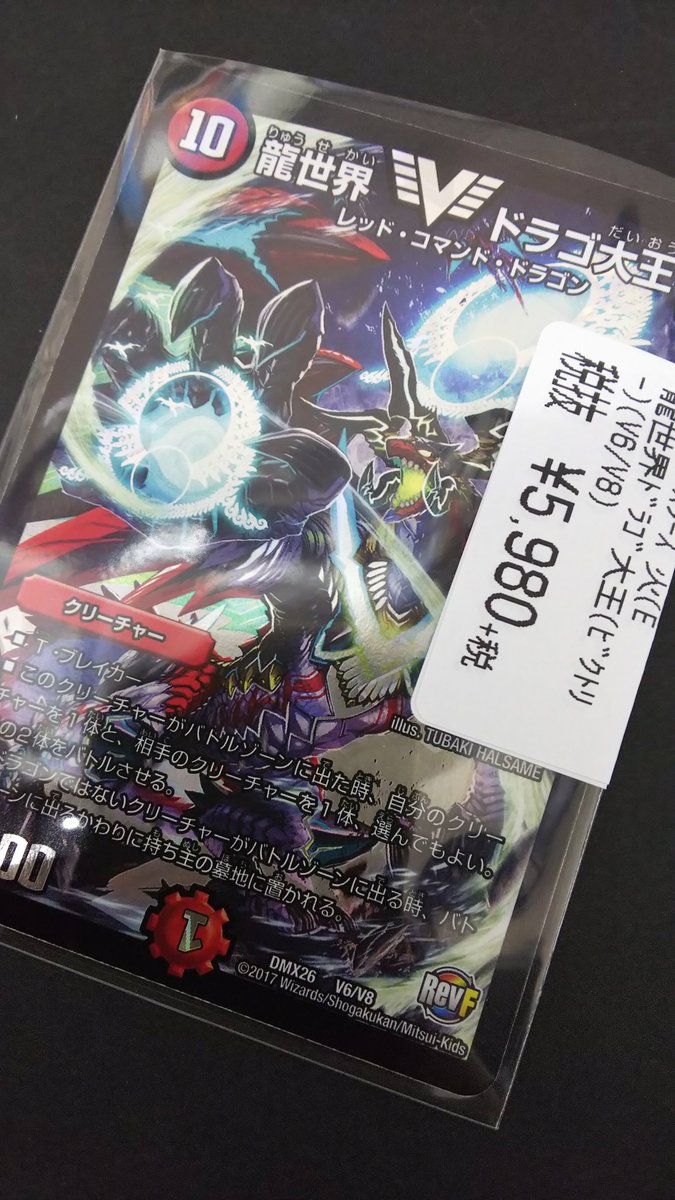 10
りゅう せ かい
龍世界
V
だいおう
ドラゴ大王
レッド・コマンド・ドラゴン
龍世界ドラゴ大王(ビクトリ
ー)(V6/V8)
税抜 ¥5,980+税
クリーチャー
illus. TUBAKI HALSAME
■ T・ブレイカー
■ このクリーチャーがバトルゾーンに出た時、自分のクリー
チャーを1体と、相手のクリーチャーを1体、選んでもよい。
の2体をバトルさせる。
ドラゴンではないクリーチャーがバトルゾーンに出る時、バト
ーンに出るかわりに持ち主の墓地に置かれる。
00
1
DMX26 V6/V8
©2017 Wizards/Shogakukan/Mitsui-Kids
RevF